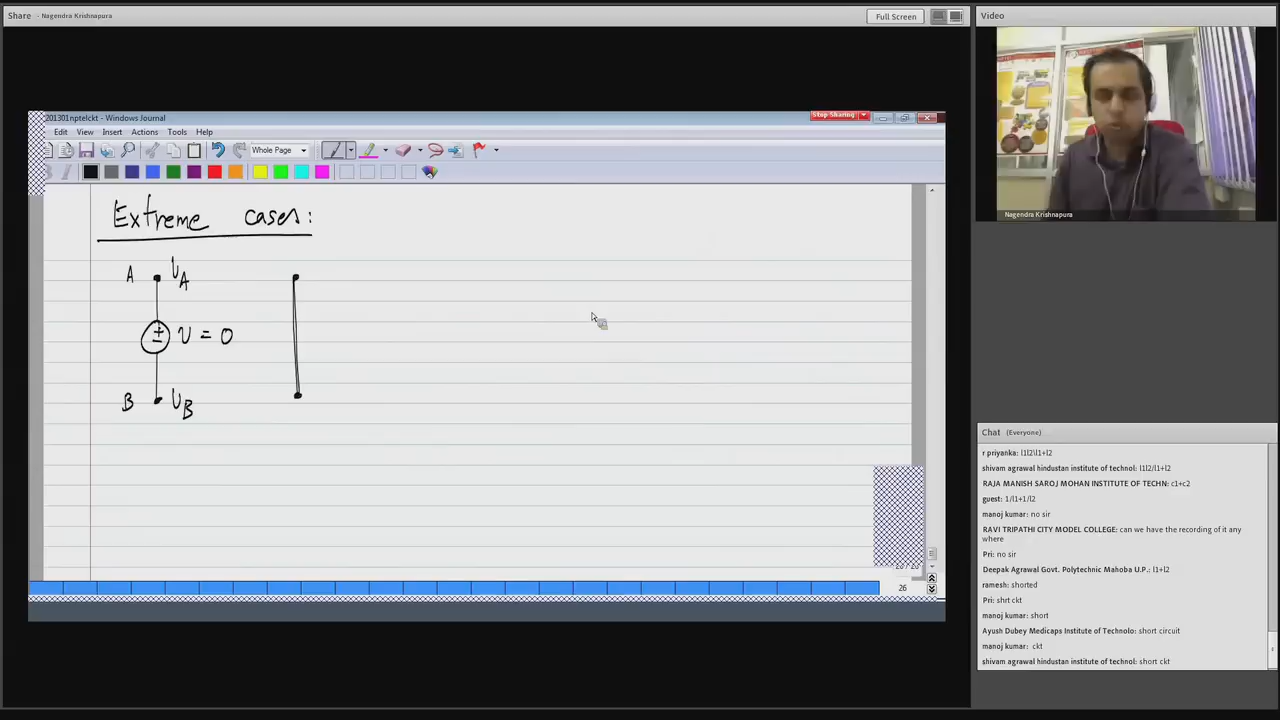 Share - Nagendra Krishnapura
Full Screen
Video
201301nptelckt - Windows Journal
Stop Sharing
Edit View Insert Actions Tools Help
Whole Page
Extreme cases:
A V_A
+
- V = 0
B V_B
26
Nagendra Krishnapura
Chat (Everyone)
r priyanka: l1l2\l1+l2
shivam agrawal hindustan institute of technol: l1l2/l1+l2
RAJA MANISH SAROJ MOHAN INSTITUTE OF TECHN: c1+c2
guest: 1/l1+1/l2
manoj kumar: no sir
RAVI TRIPATHI CITY MODEL COLLEGE: can we have the recording of it any
where
Pri: no sir
Deepak Agrawal Govt. Polytechnic Mahoba U.P.: l1+l2
ramesh: shorted
Pri: shrt ckt
manoj kumar: short
Ayush Dubey Medicaps Institute of Technolo: short circuit
manoj kumar: ckt
shivam agrawal hindustan institute of technol: short ckt